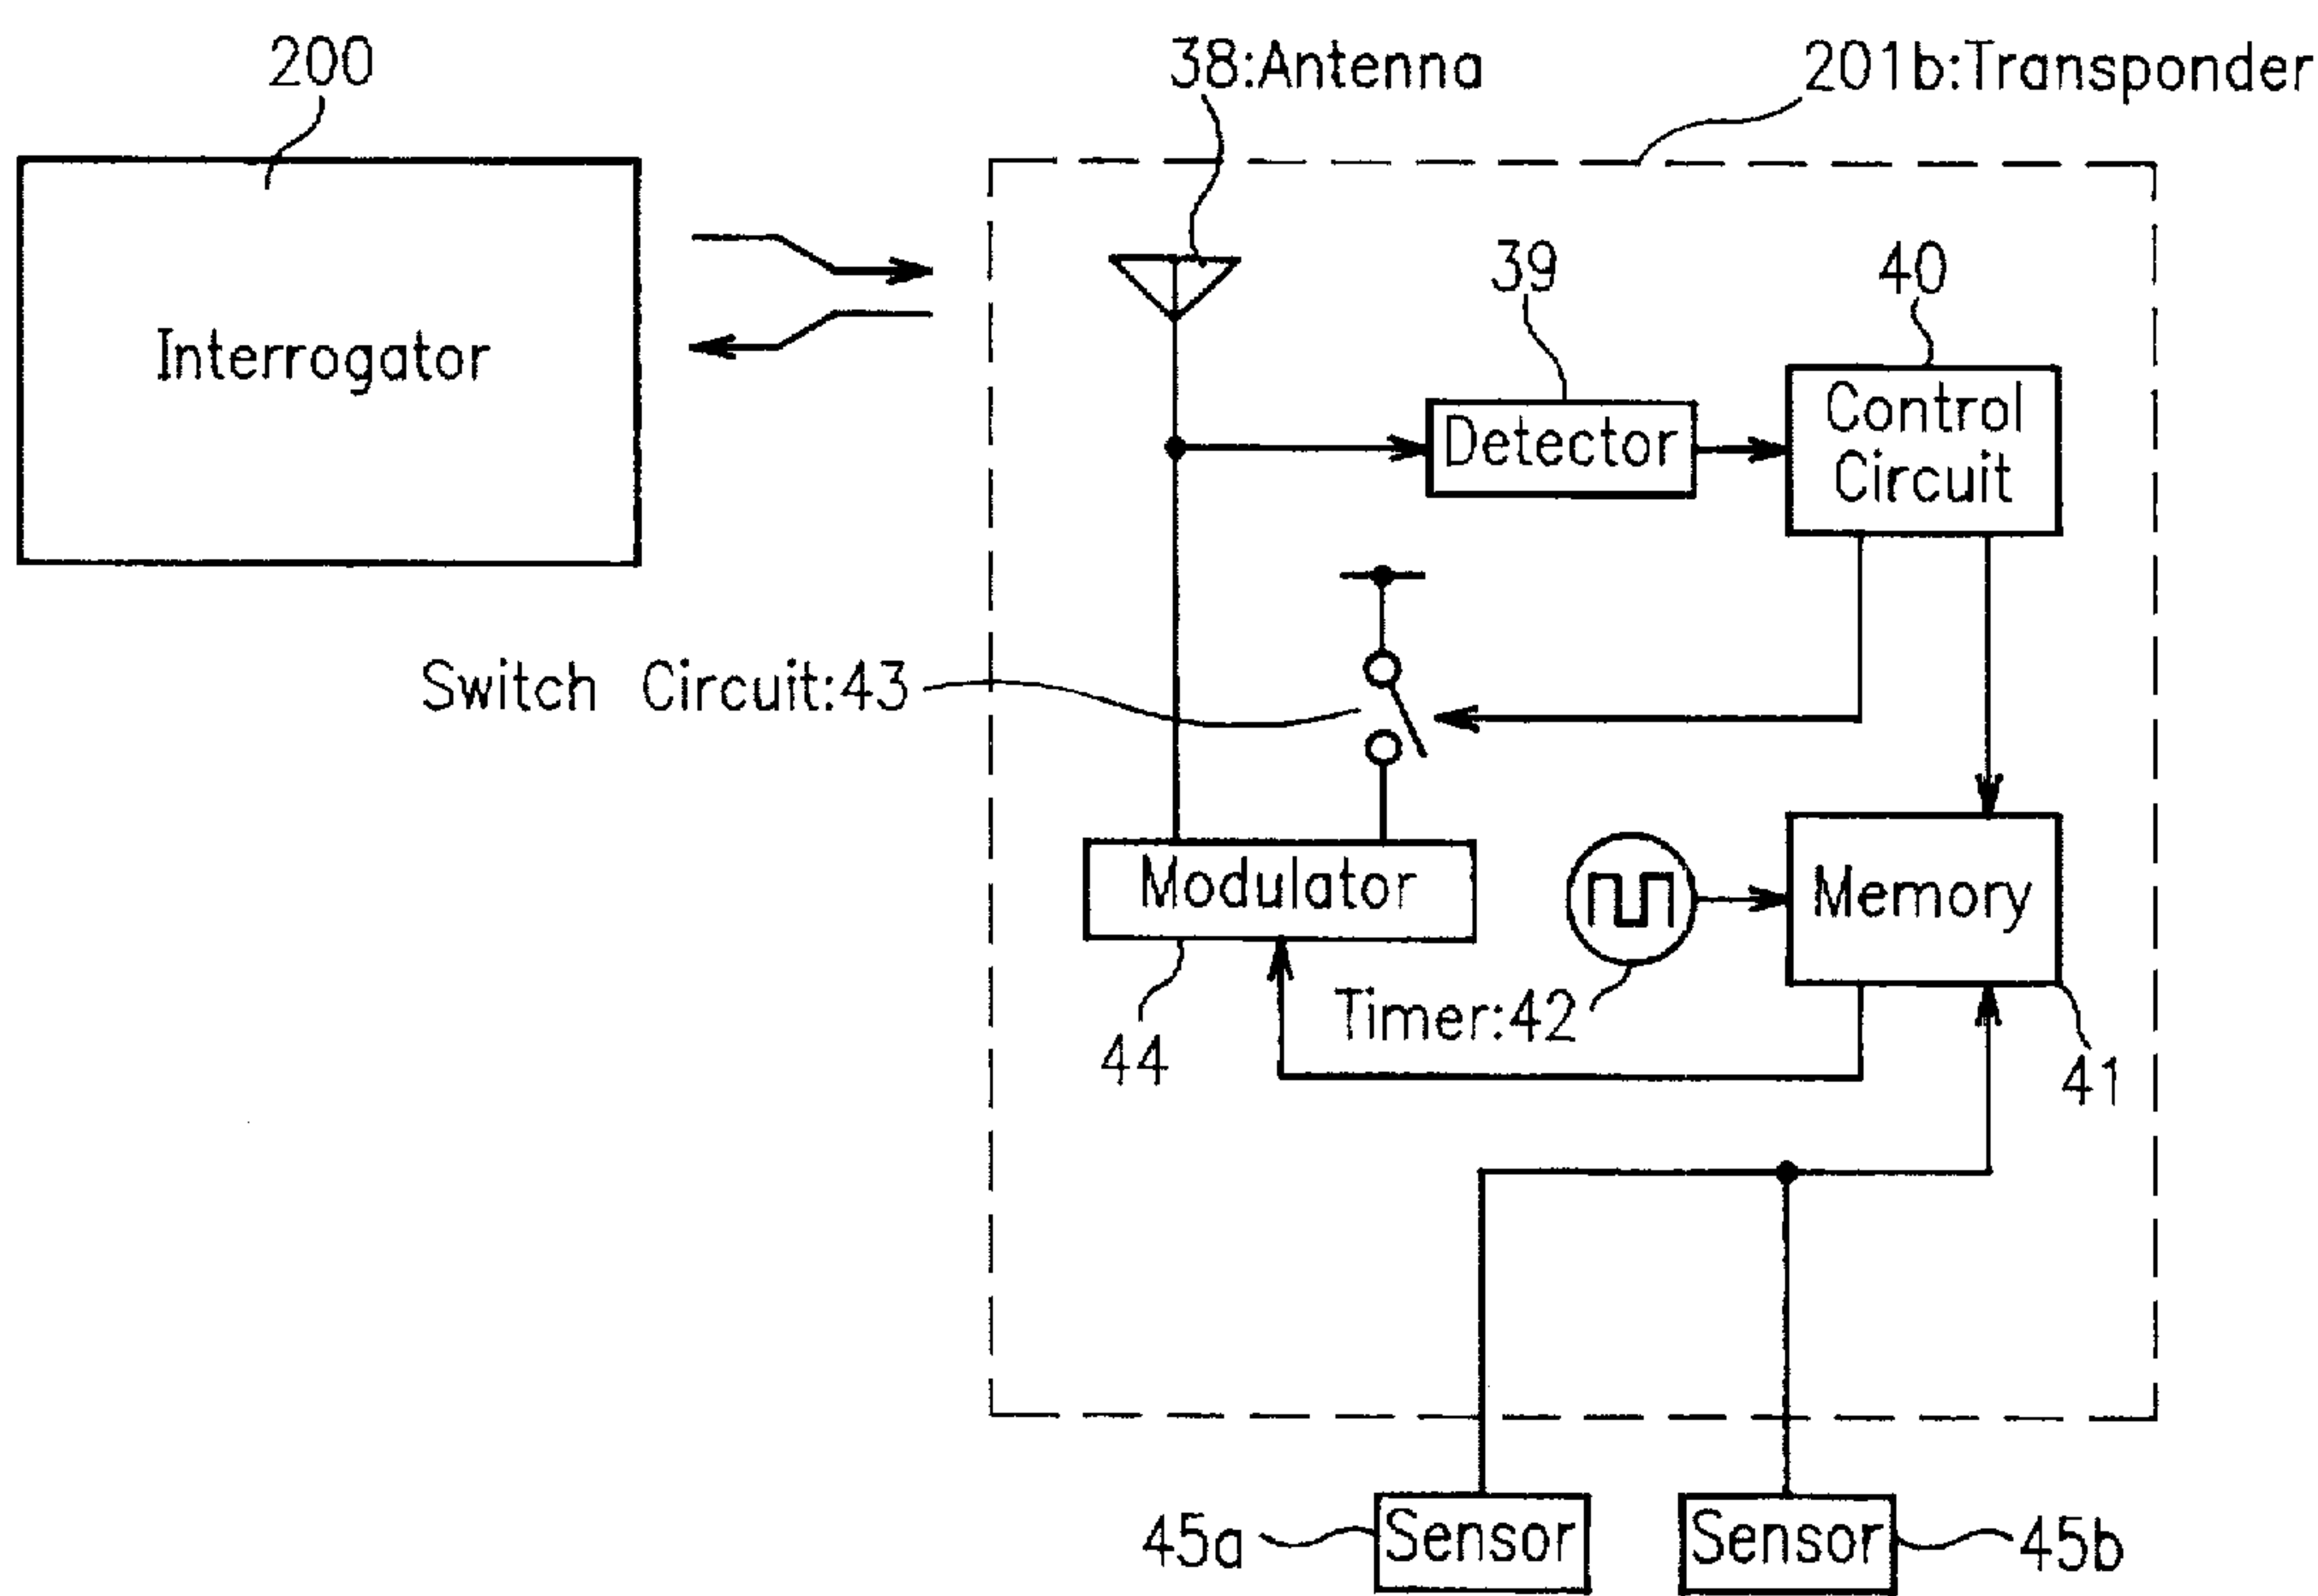 200
38:Antenna
201b:Transponder
Interrogator
39
40
Detector
Control
Circuit
Switch Circuit:43
Modulator
Memory
Timer:42
44
41
45a
Sensor
Sensor
45b